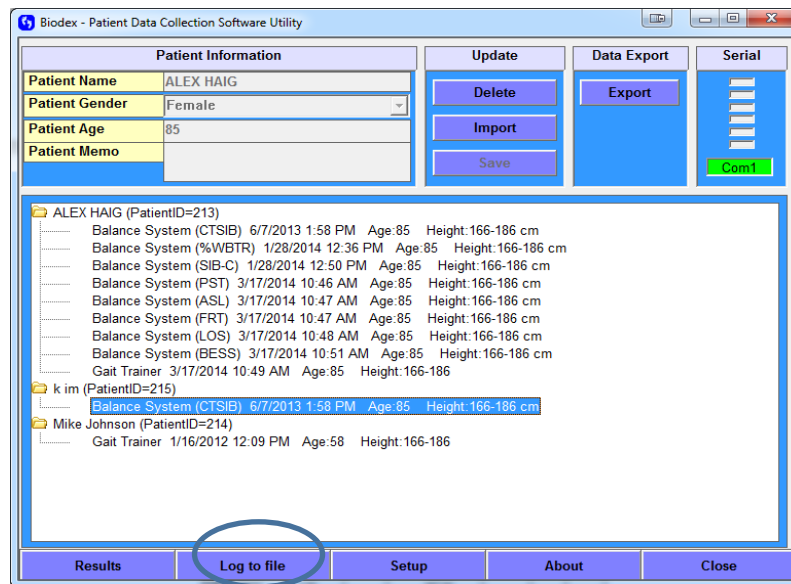 Biodex - Patient Data Collection Software Utility
Patient Information
Update
Data Export
Serial
Patient Name ALEX HAIG
Patient Gender Female
Patient Age 85
Patient Memo
Delete
Import
Save
Export
Com1
ALEX HAIG (PatientID=213)
Balance System (CTSIB) 6/7/2013 1:58 PM Age:85 Height:166-186 cm
Balance System (%WBTR) 1/28/2014 12:36 PM Age:85 Height:166-186 cm
Balance System (SIB-C) 1/28/2014 12:50 PM Age:85 Height:166-186 cm
Balance System (PST) 3/17/2014 10:46 AM Age:85 Height:166-186 cm
Balance System (ASL) 3/17/2014 10:47 AM Age:85 Height:166-186 cm
Balance System (FRT) 3/17/2014 10:47 AM Age:85 Height:166-186 cm
Balance System (LOS) 3/17/2014 10:48 AM Age:85 Height:166-186 cm
Balance System (BESS) 3/17/2014 10:51 AM Age:85 Height:166-186 cm
Gait Trainer 3/17/2014 10:49 AM Age:85 Height:166-186
k im (PatientID=215)
Balance System (CTSIB) 6/7/2013 1:58 PM Age:85 Height:166-186 cm
Mike Johnson (PatientID=214)
Gait Trainer 1/16/2012 12:09 PM Age:58 Height:166-186
Results
Log to file
Setup
About
Close